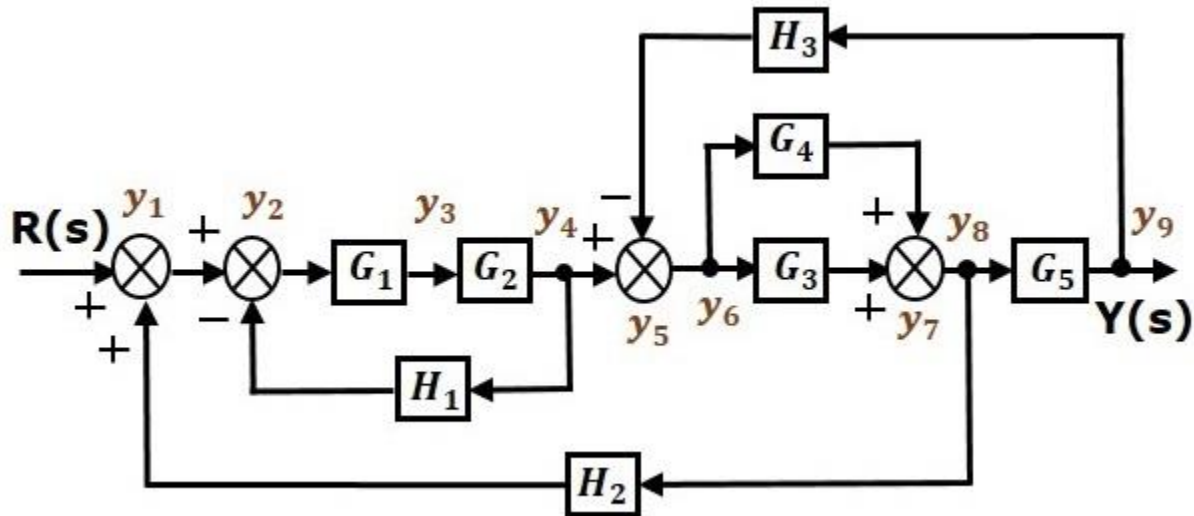 H₃
G₄
y₁ y₂ y₃ y₄ − + y₈ y₉
R(s) + +
G₁ G₂ G₃ G₅
+ − y₆ + Y(s)
+ y₅ y₇
H₁
H₂